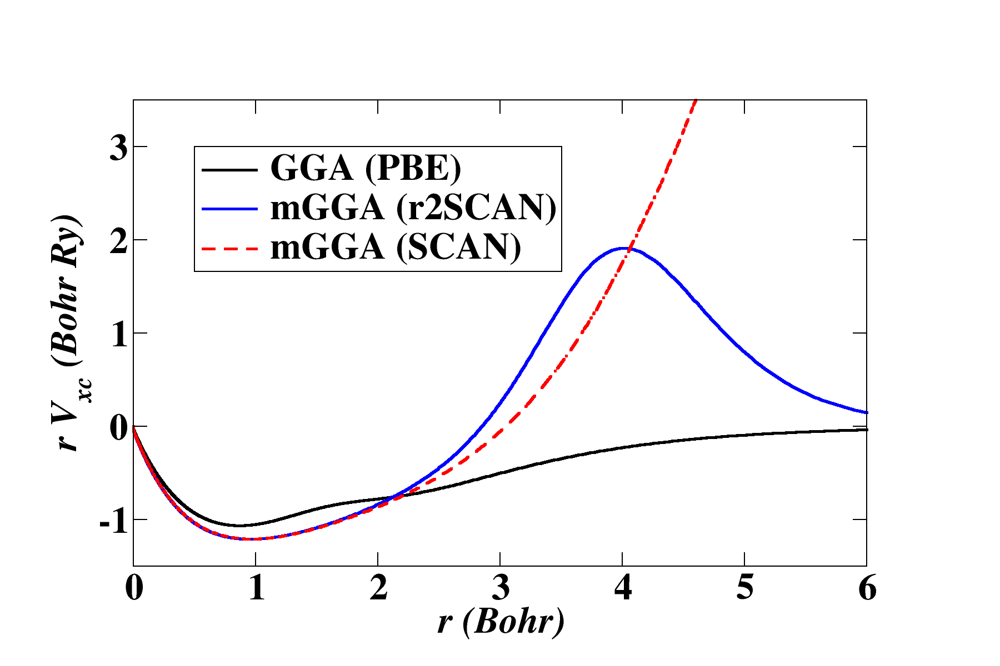 GGA (PBE)
mGGA (r2SCAN)
mGGA (SCAN)
3
2
1
0
-1
r V_xc (Bohr Ry)
0 1 2 3 4 5 6
r (Bohr)